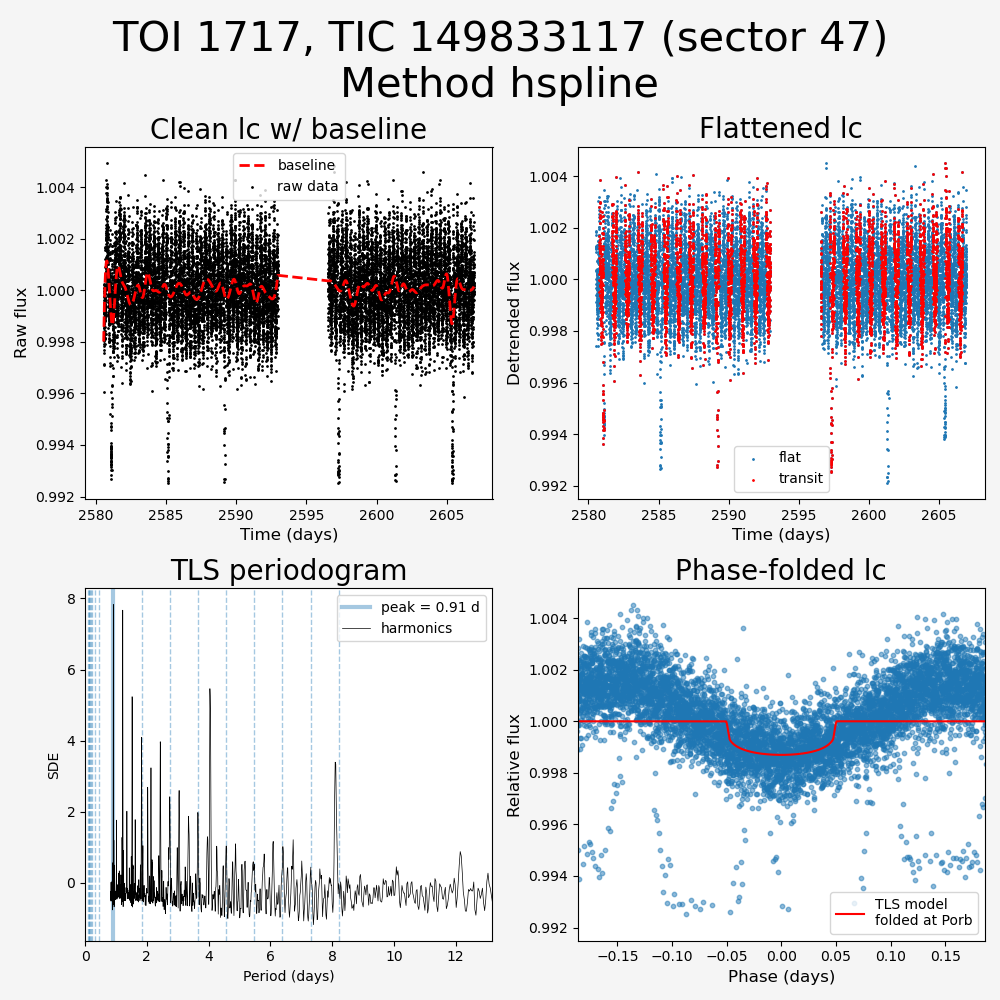 TOI 1717, TIC 149833117 (sector 47)
Method hspline
Clean lc w/ baseline
baseline
raw data
1.004
1.002
1.000
0.998
0.996
0.994
0.992
Raw flux
2580 2585 2590 2595 2600 2605
Time (days)
Flattened lc
1.004
1.002
1.000
0.998
0.996
0.994
0.992
Detrended flux
flat
transit
2580 2585 2590 2595 2600 2605
Time (days)
TLS periodogram
peak = 0.91 d
harmonics
8
6
4
2
0
SDE
0 2 4 6 8 10 12
Period (days)
Phase-folded lc
1.004
1.002
1.000
0.998
0.996
0.994
0.992
Relative flux
TLS model
folded at Porb
−0.15 −0.10 −0.05 0.00 0.05 0.10 0.15
Phase (days)